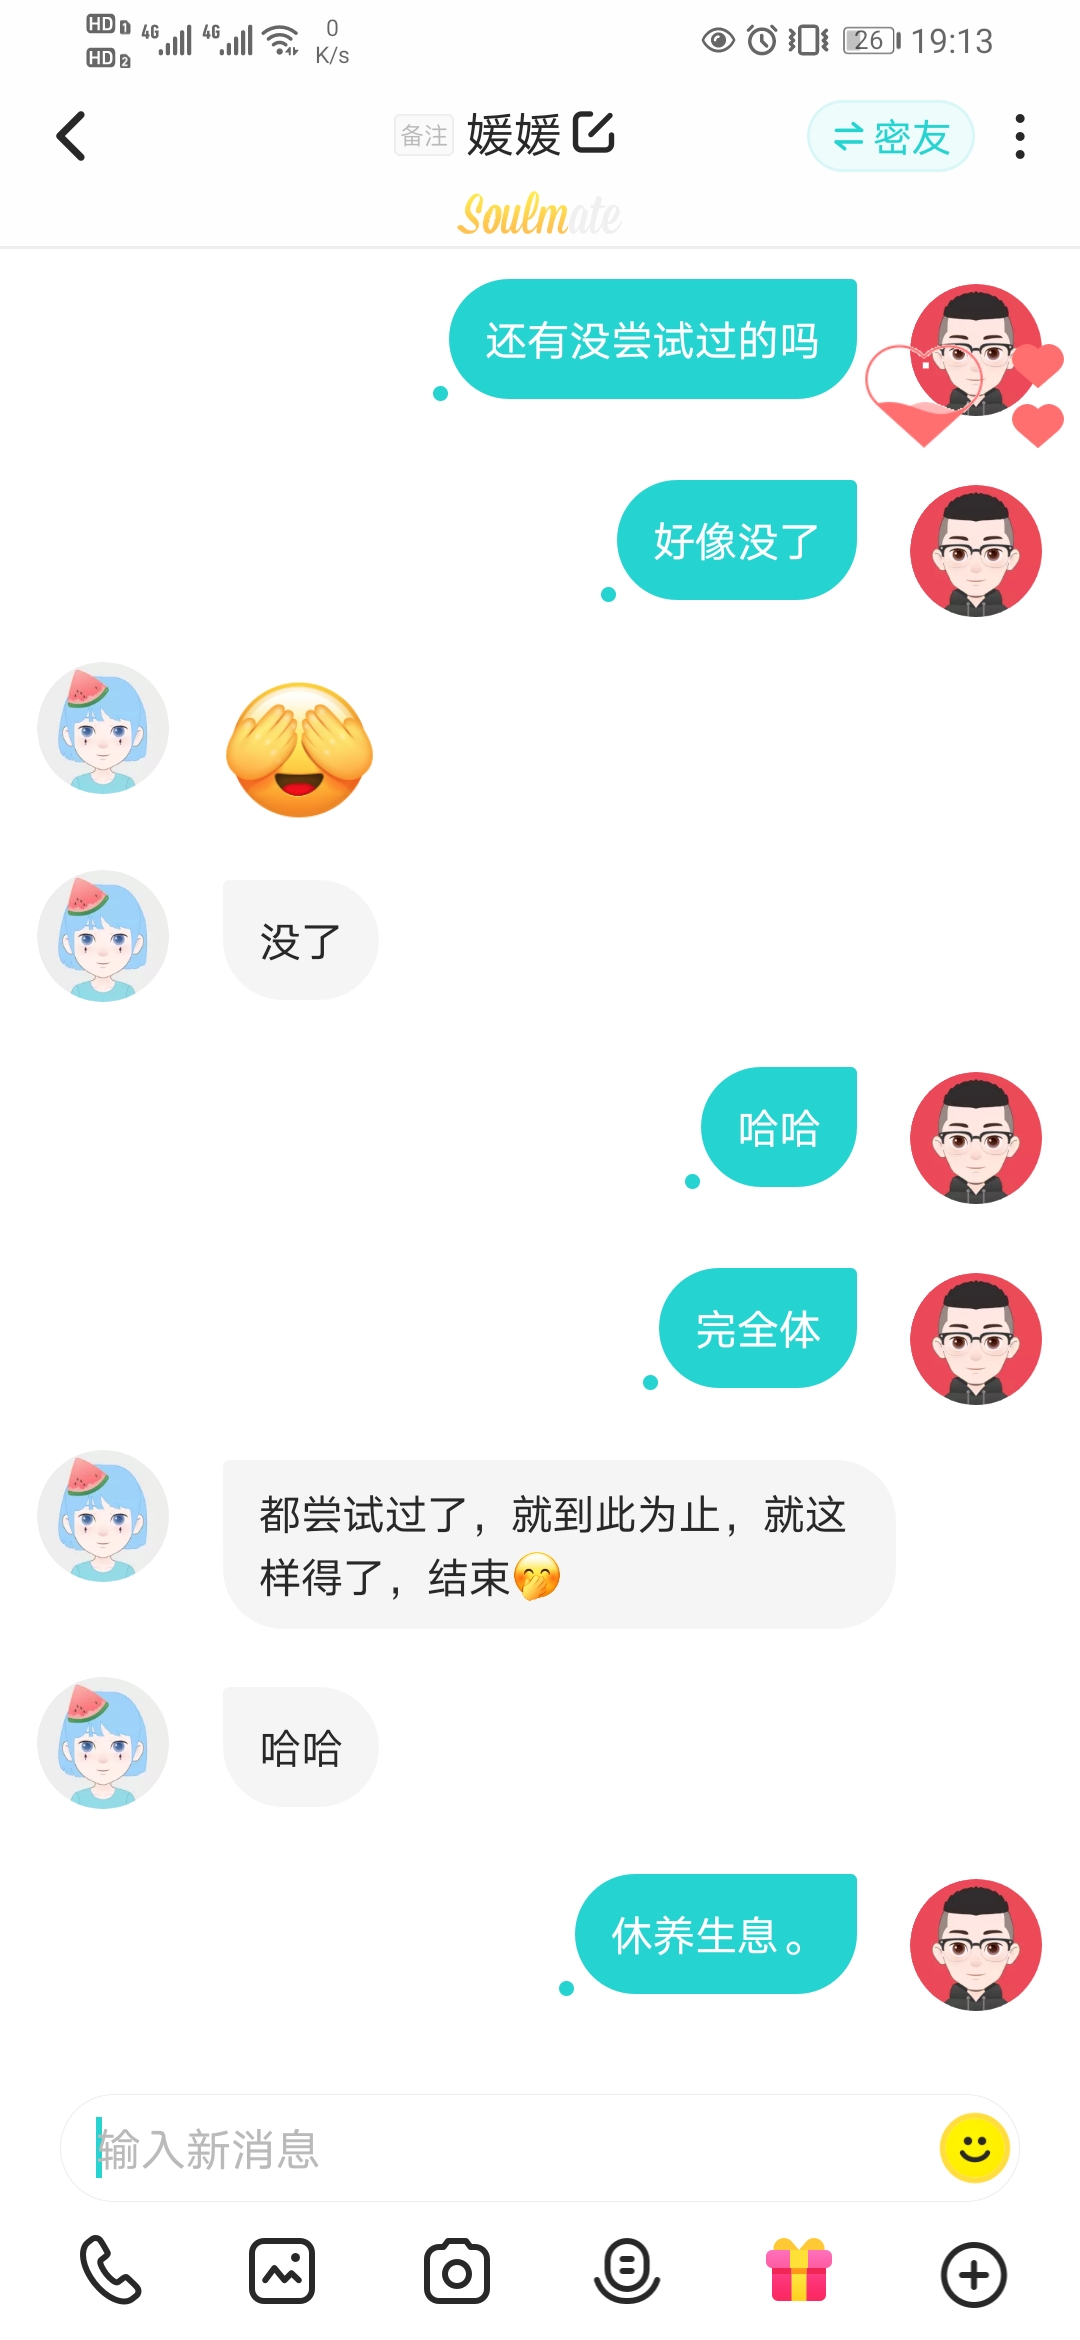 HD 1 4G 4G 0
HD 2 K/s
26 19:13
备注 媛媛
密友
Soulmate
还有没尝试过的吗
好像没了
没了
哈哈
完全体
都尝试过了，就到此为止，就这
样得了，结束
哈哈
休养生息。
输入新消息